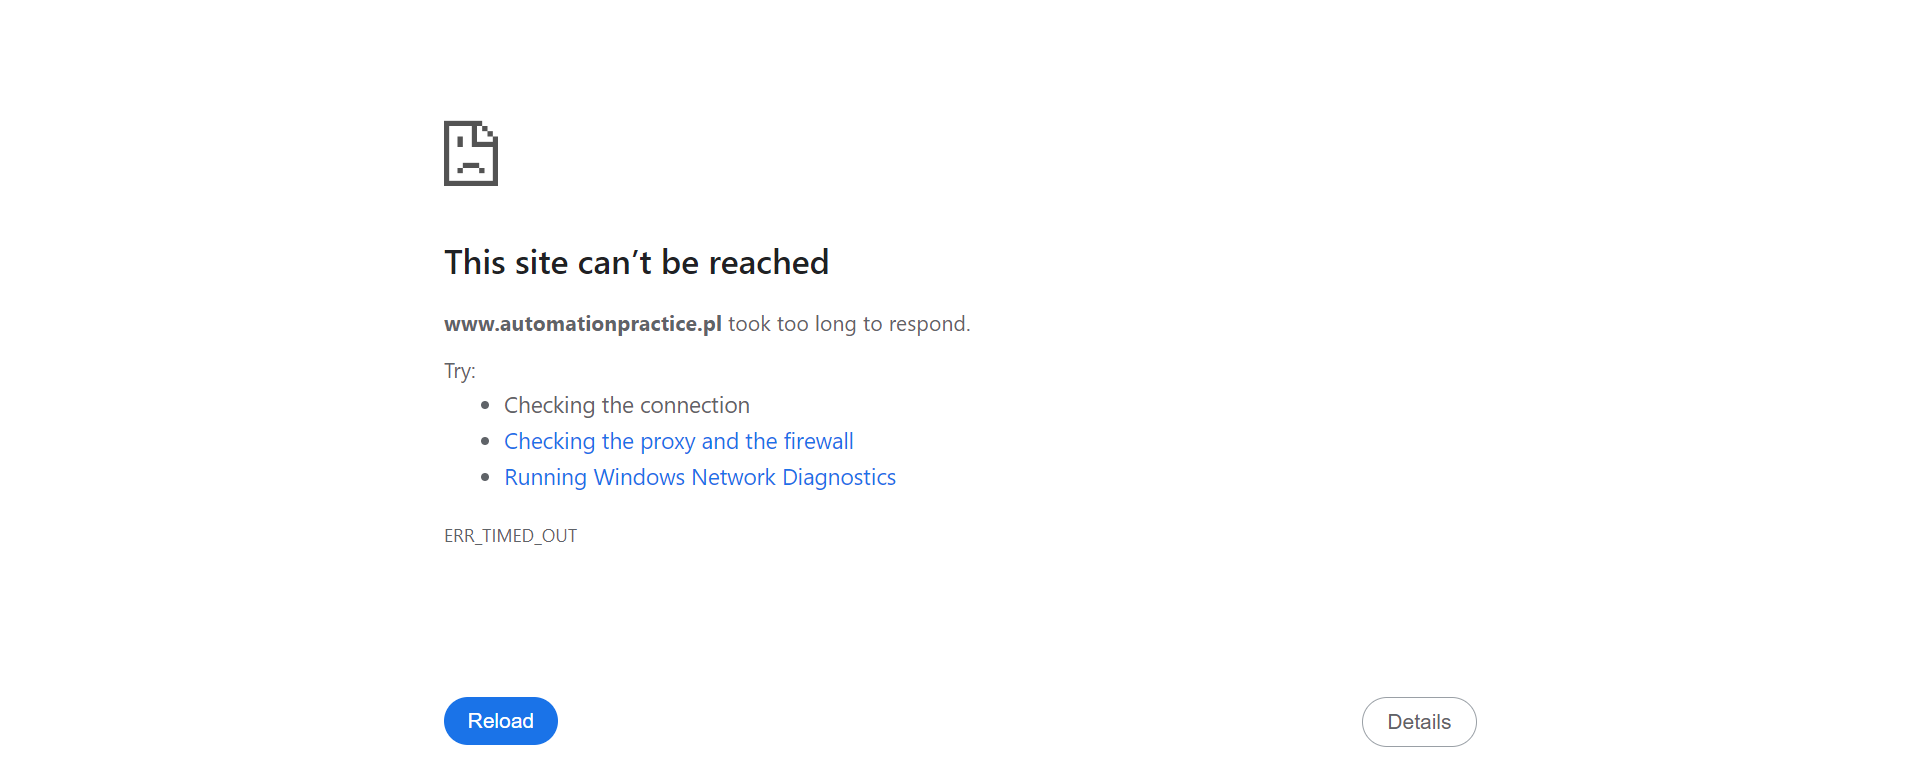 This site can’t be reached
www.automationpractice.pl took too long to respond.
Try:
Checking the connection
Checking the proxy and the firewall
Running Windows Network Diagnostics
ERR_TIMED_OUT
Reload
Details